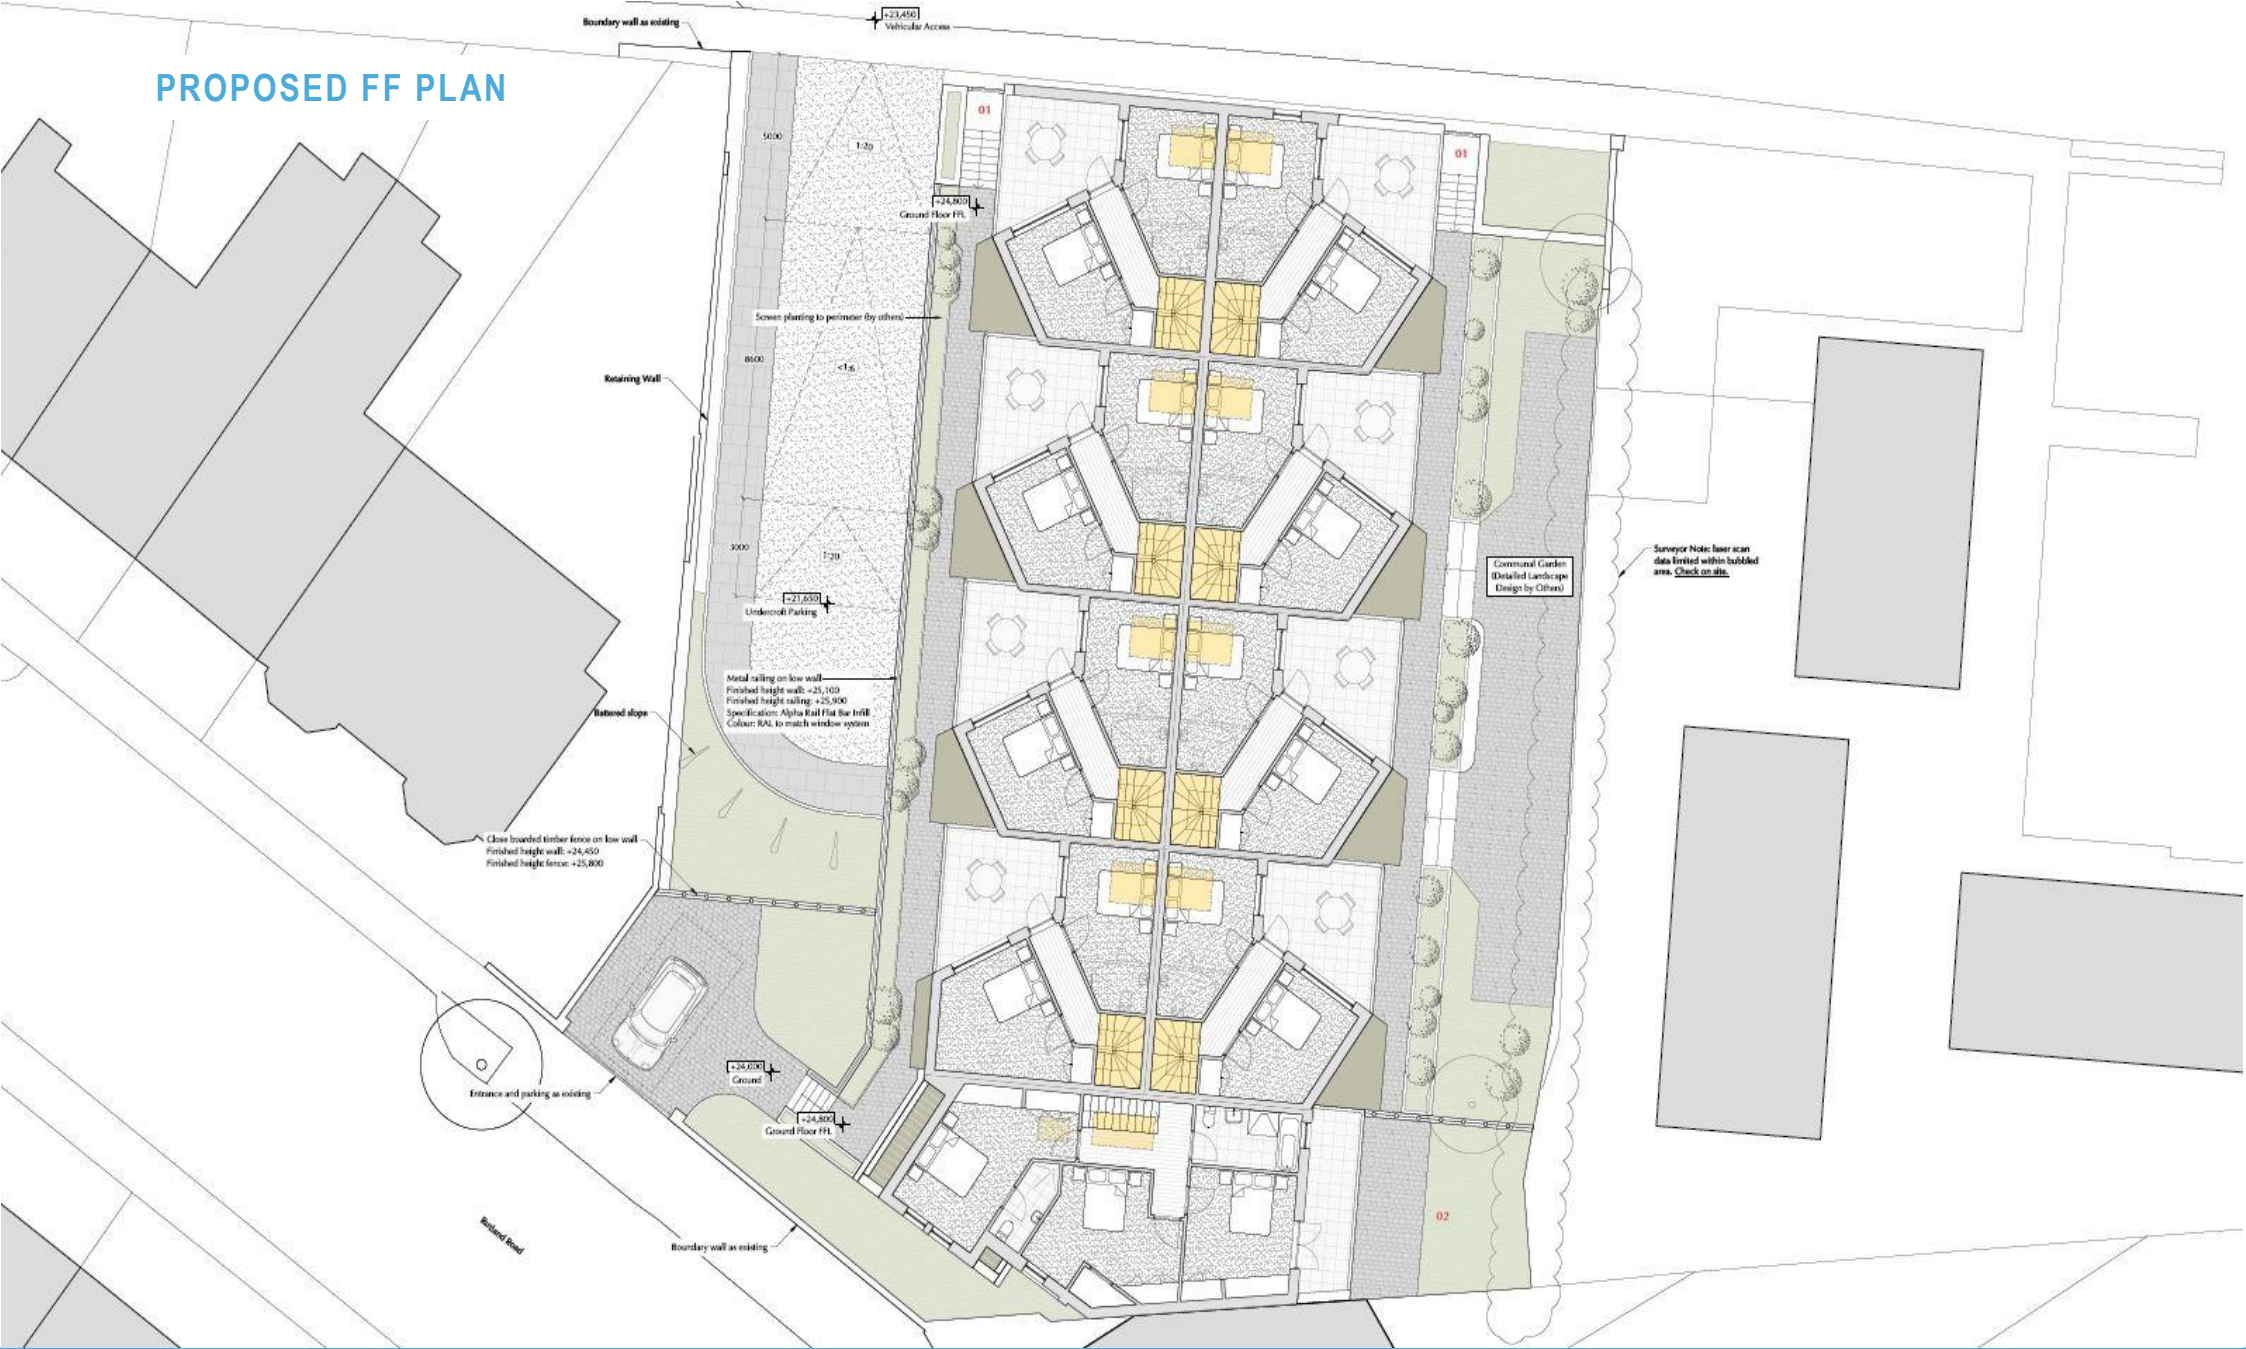 Boundary wall as existing
+23,450
Vehicular Access
PROPOSED FF PLAN
01
5000
1:20
01
+24,800
Ground Floor FFL
Screen planting to perimeter (by others)
8600
<1:6
Retaining Wall
3000
1:20
Surveyor Note: laser scan
data limited within bubbled
area. Check on site.
Communal Garden
(Detailed Landscape
Design by Others)
+21,650
Undercroft Parking
Metal railing on low wall
Finished height wall: +25,100
Finished height railing: +25,900
Specification: Alpha Rail Flat Bar Infill
Colour: RAL to match window system
Battered slope
Close boarded timber fence on low wall
Finished height wall: +24,450
Finished height fence: +25,800
+24,000
Ground
Entrance and parking as existing
+24,800
Ground Floor FFL
02
Rutland Road
Boundary wall as existing